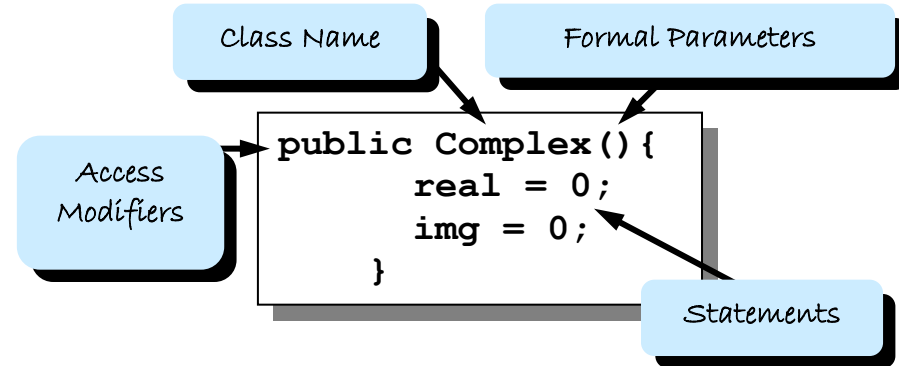 Class Name
Formal Parameters
Access
Modifiers
public Complex(){
real = 0;
img = 0;
}
Statements